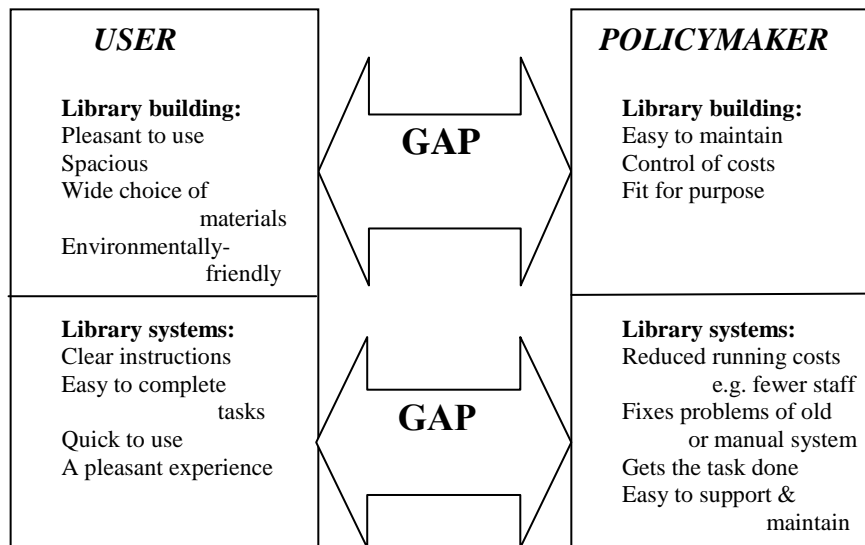 USER
Library building:
Pleasant to use
Spacious
Wide choice of
materials
Environmentally-
friendly
Library systems:
Clear instructions
Easy to complete
tasks
Quick to use
A pleasant experience
GAP
GAP
POLICYMAKER
Library building:
Easy to maintain
Control of costs
Fit for purpose
Library systems:
Reduced running costs
e.g. fewer staff
Fixes problems of old
or manual system
Gets the task done
Easy to support &
maintain